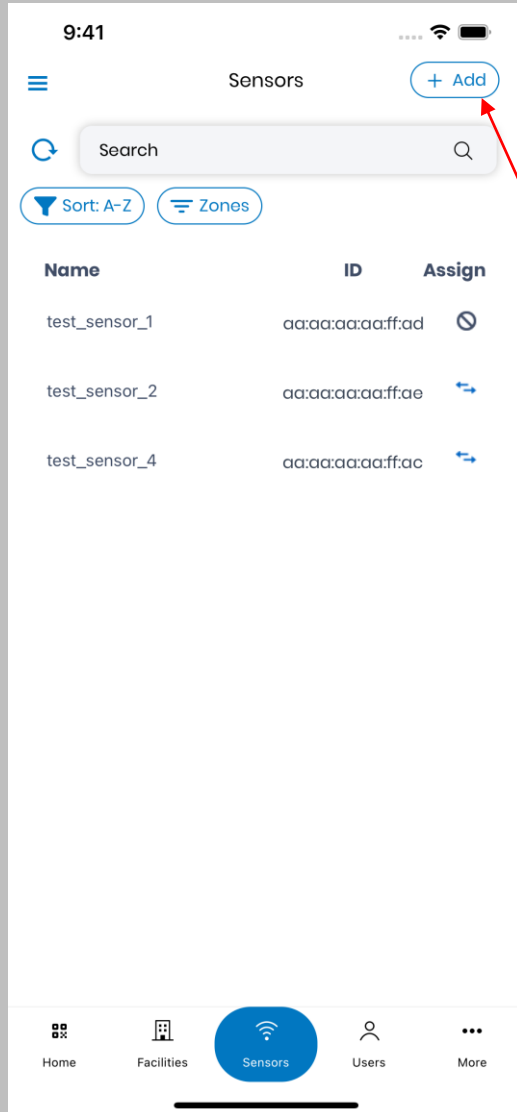 9:41
Sensors
+ Add
Search
Sort: A-Z
Zones
Name ID Assign
test_sensor_1 aa:aa:aa:aa:ff:ad
test_sensor_2 aa:aa:aa:aa:ff:ae
test_sensor_4 aa:aa:aa:aa:ff:ac
Home Facilities Sensors Users More